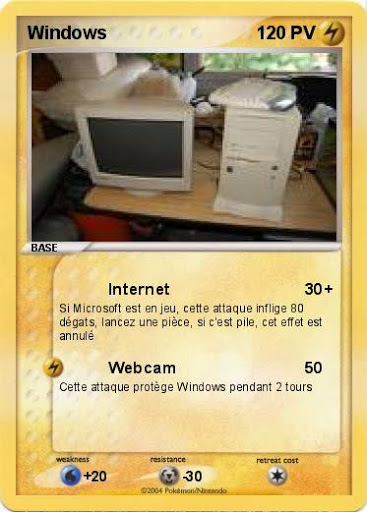 Windows 120 PV
BASE
Internet 30+
Si Microsoft est en jeu, cette attaque inflige 80
dégats, lancez une pièce, si c'est pile, cet effet est
annulé
Webcam 50
Cette attaque protège Windows pendant 2 tours
weakness resistance retreat cost
+20 -30
©2004 Pokémon/Nintendo